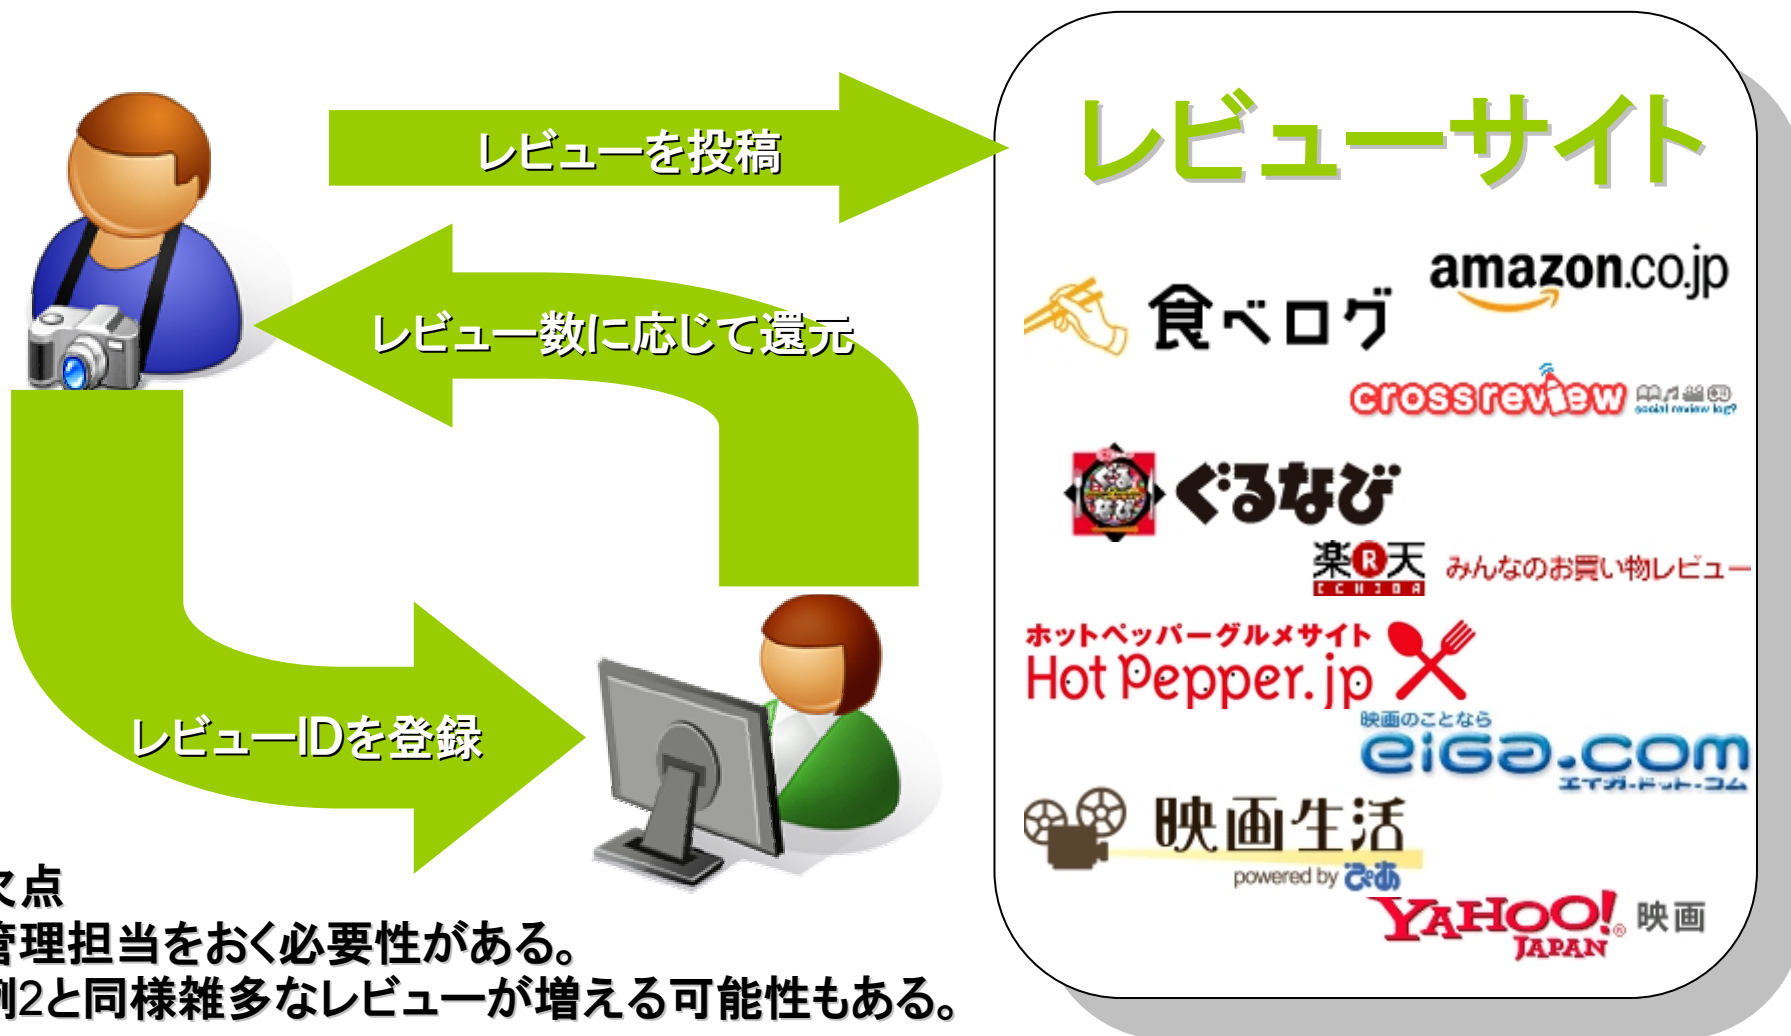 レビューを投稿
レビュー数に応じて還元
レビューIDを登録
欠点
管理担当をおく必要性がある。
例2と同様雑多なレビューが増える可能性もある。
レビューサイト
amazon.co.jp
食べログ
crossreview
social review log?
ぐるなび
楽R天
ICHIBA
みんなのお買い物レビュー
ホットペッパーグルメサイト
Hot Pepper.jp
映画のことなら
eiga.com
エイガ・ドット・コム
映画生活
powered by ぴあ
YAHOO!® 映画
JAPAN